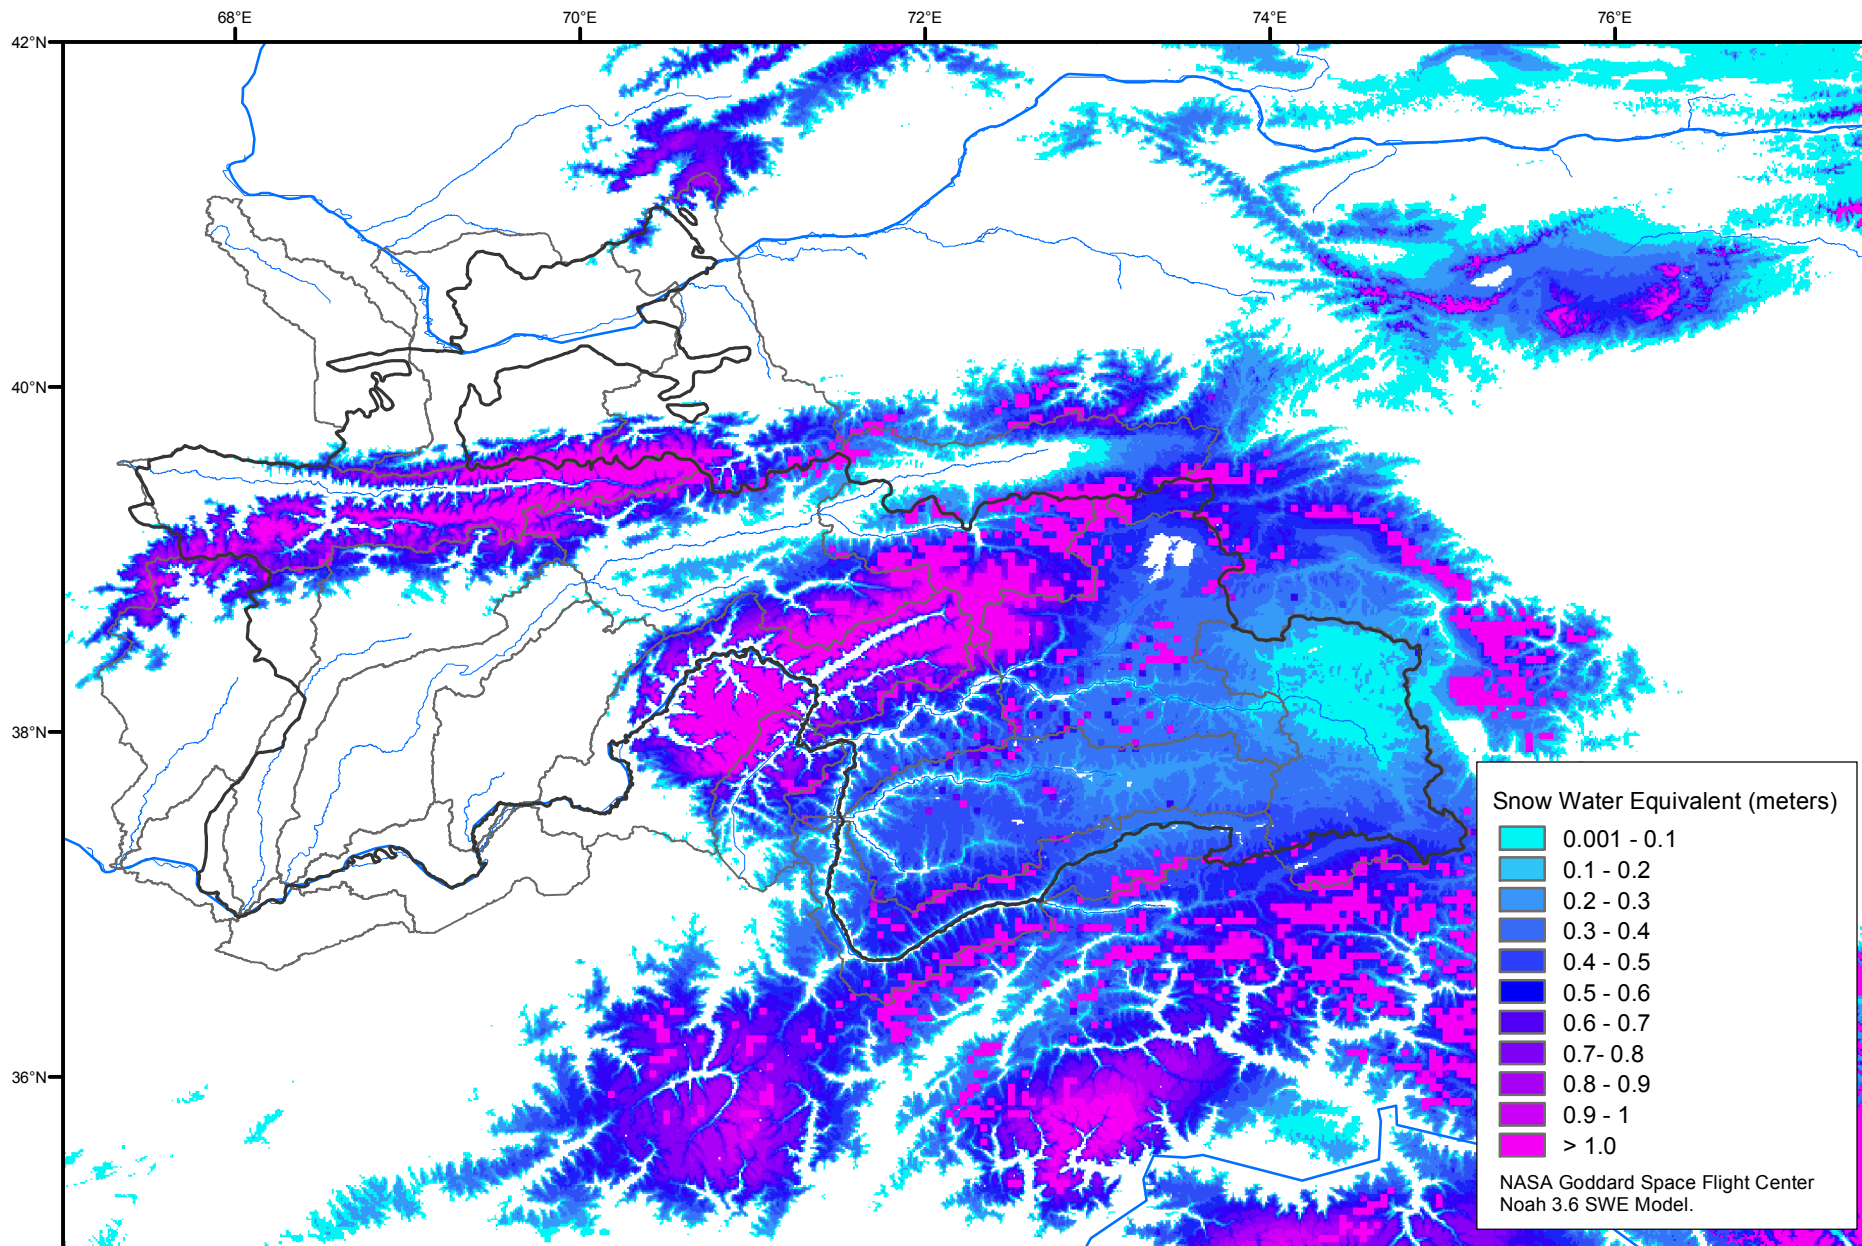 68°E 70°E 72°E 74°E 76°E
42°N
40°N
38°N
36°N
Snow Water Equivalent (meters)
0.001 - 0.1
0.1 - 0.2
0.2 - 0.3
0.3 - 0.4
0.4 - 0.5
0.5 - 0.6
0.6 - 0.7
0.7- 0.8
0.8 - 0.9
0.9 - 1
> 1.0
NASA Goddard Space Flight Center
Noah 3.6 SWE Model.